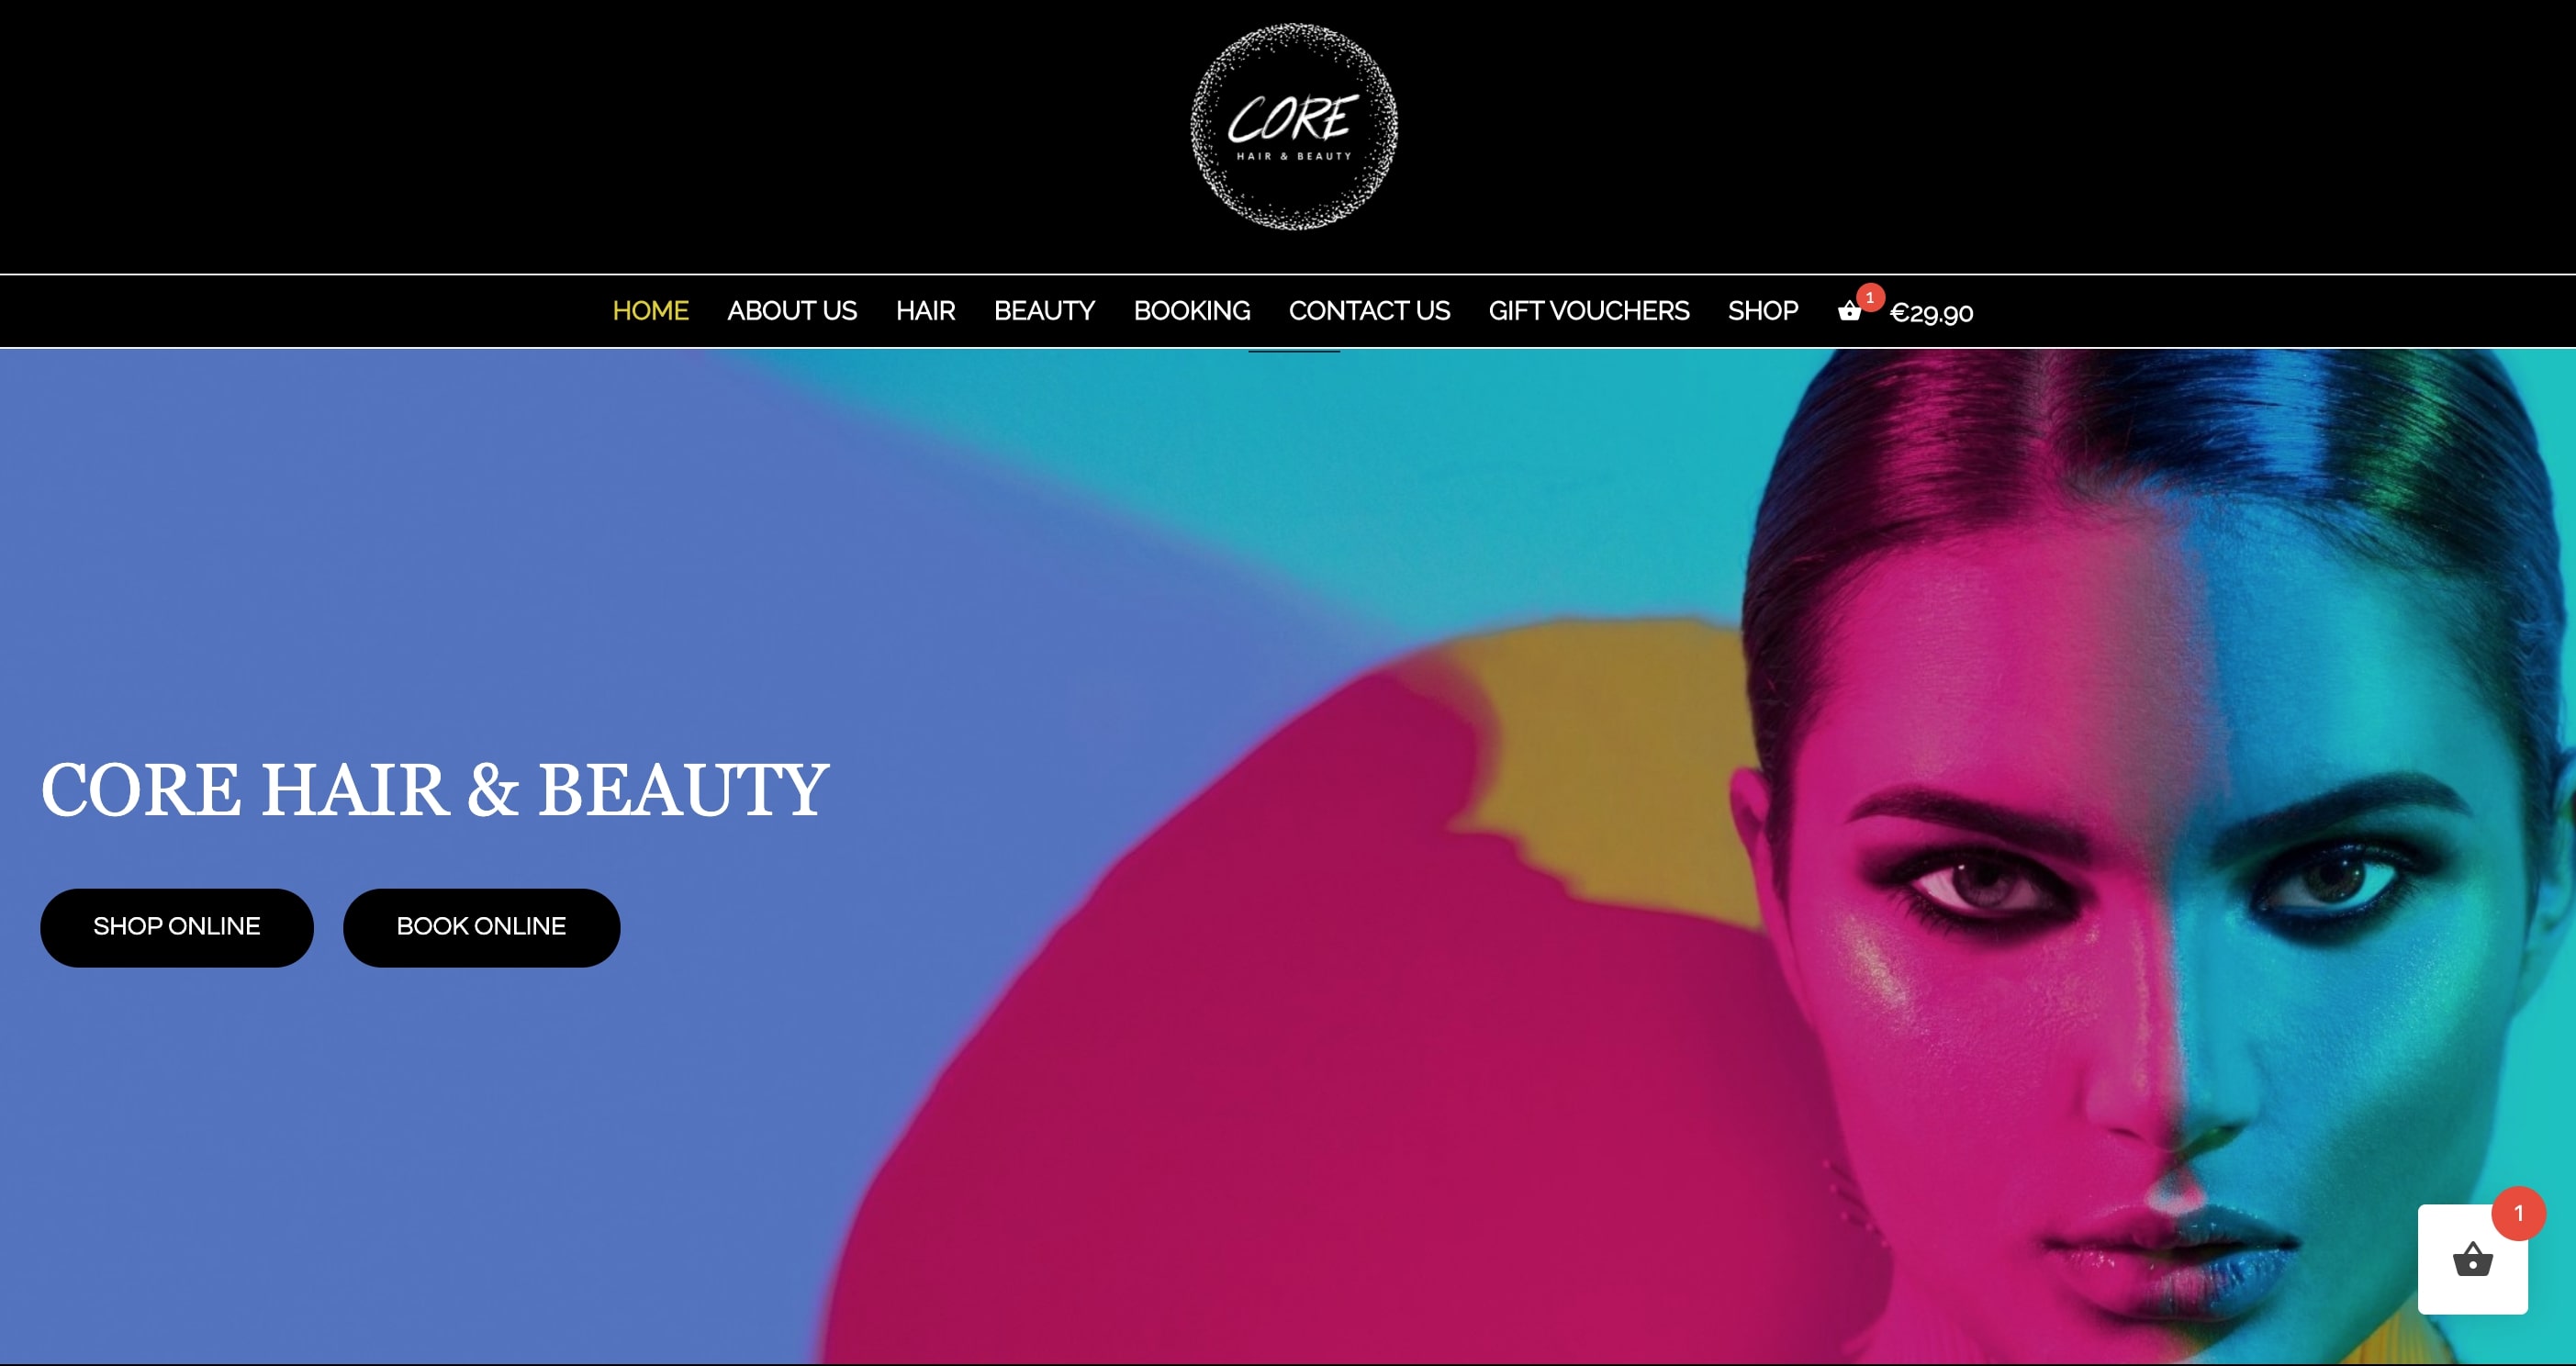 CORE
HAIR & BEAUTY
HOME ABOUT US HAIR BEAUTY BOOKING CONTACT US GIFT VOUCHERS SHOP 1 €29.90
CORE HAIR & BEAUTY
SHOP ONLINE BOOK ONLINE
1